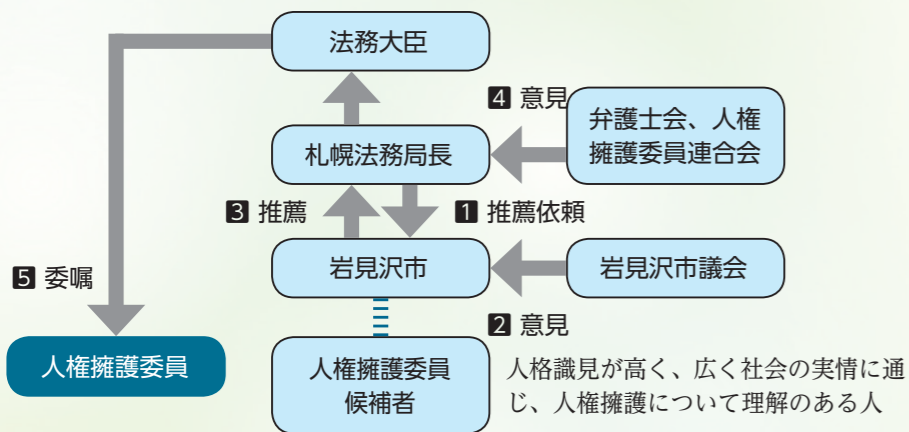 法務大臣
4 意見
弁護士会、人権
擁護委員連合会
札幌法務局長
3 推薦
1 推薦依頼
岩見沢市
岩見沢市議会
5 委嘱
2 意見
人権擁護委員
人権擁護委員
候補者
人格識見が高く、広く社会の実情に通
じ、人権擁護について理解のある人